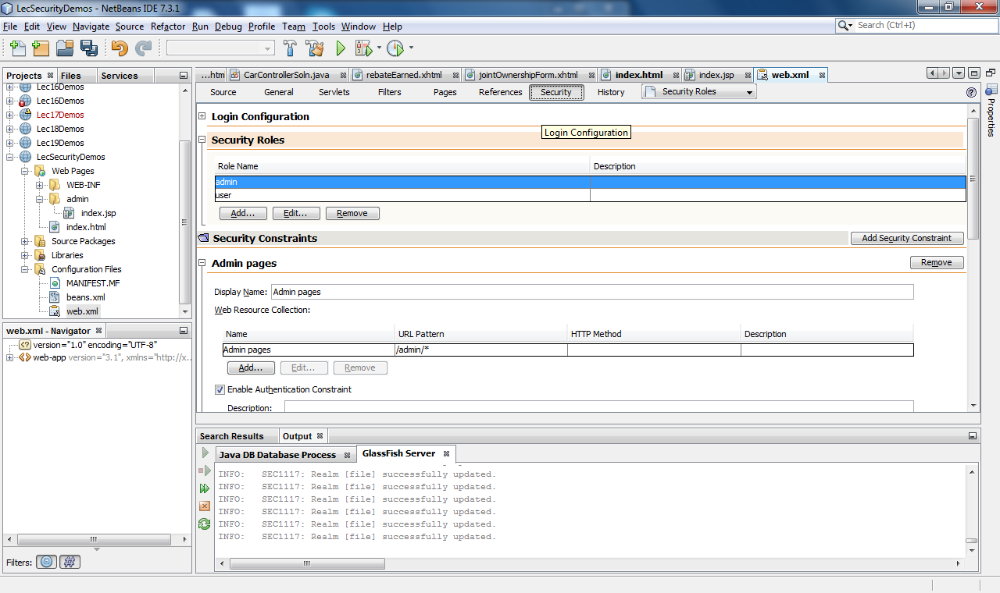 LecSecurityDemos - NetBeans IDE 7.3.1
File Edit View Navigate Source Refactor Run Debug Profile Team Tools Window Help
Search (Ctrl+I)
Projects Files Services
Lec15Demos
Lec16Demos
Lec17Demos
Lec18Demos
Lec19Demos
LecSecurityDemos
Web Pages
WEB-INF
admin
index.jsp
index.html
Source Packages
Libraries
Configuration Files
MANIFEST.MF
beans.xml
web.xml
web.xml - Navigator
version="1.0" encoding="UTF-8"
web-app version="3.1", xmlns="http://x...
Filters:
...htm CarControllerSoln.java rebateEarned.xhtml jointOwnershipForm.xhtml index.html index.jsp web.xml
Source General Servlets Filters Pages References Security History Security Roles
Login Configuration
Login Configuration
Security Roles
Role Name Description
admin
user
Add... Edit... Remove
Security Constraints Add Security Constraint
Admin pages Remove
Display Name: Admin pages
Web Resource Collection:
Name URL Pattern HTTP Method Description
Admin pages /admin/*
Add... Edit... Remove
Enable Authentication Constraint
Description:
Properties
Search Results Output
Java DB Database Process GlassFish Server
INFO: SEC1117: Realm [file] successfully updated.
INFO: SEC1117: Realm [file] successfully updated.
INFO: SEC1117: Realm [file] successfully updated.
INFO: SEC1117: Realm [file] successfully updated.
INFO: SEC1117: Realm [file] successfully updated.
INFO: SEC1117: Realm [file] successfully updated.